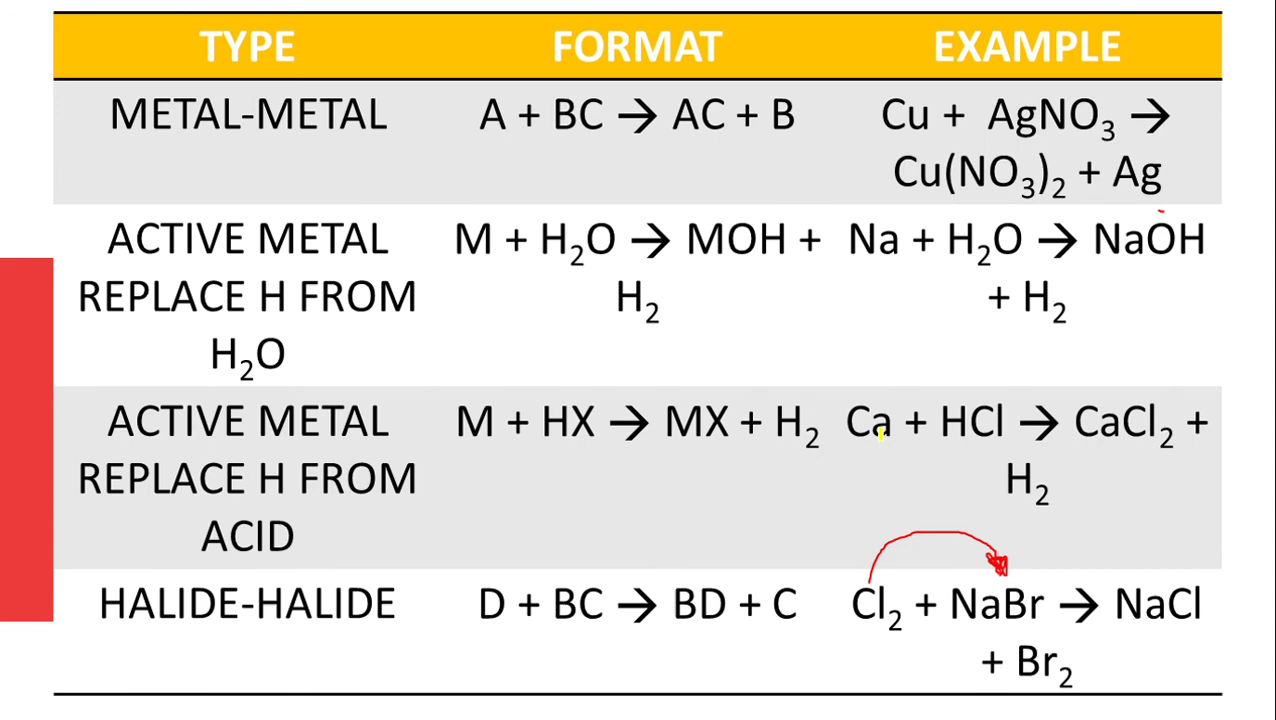 TYPE FORMAT EXAMPLE
METAL-METAL A + BC → AC + B Cu + AgNO₃ →
Cu(NO₃)₂ + Ag
ACTIVE METAL M + H₂O → MOH + Na + H₂O → NaOH
REPLACE H FROM H₂ + H₂
H₂O
ACTIVE METAL M + HX → MX + H₂ Ca + HCl → CaCl₂ +
REPLACE H FROM H₂
ACID
HALIDE-HALIDE D + BC → BD + C Cl₂ + NaBr → NaCl
+ Br₂